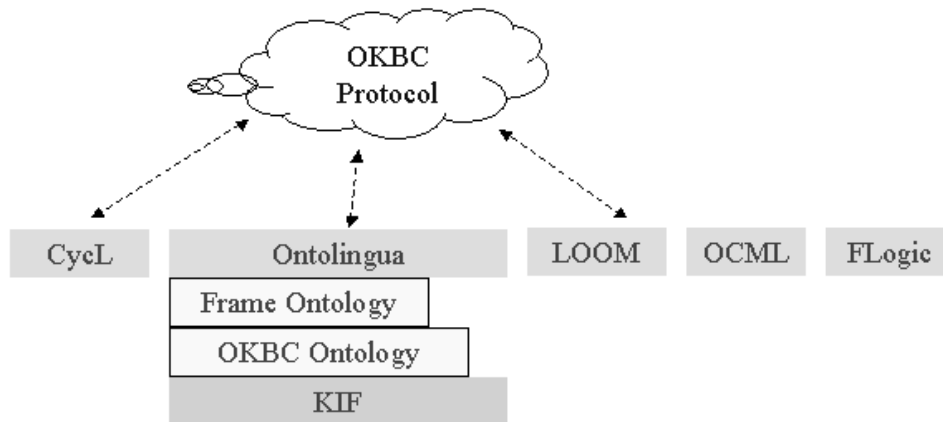 OKBC
Protocol
CycL
Ontolingua
LOOM
OCML
FLogic
Frame Ontology
OKBC Ontology
KIF